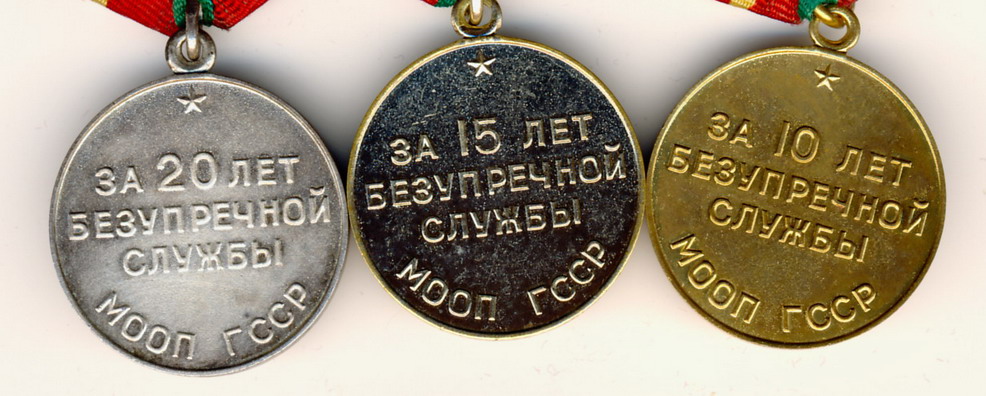 ЗА 20 ЛЕТ
БЕЗУПРЕЧНОЙ
СЛУЖБЫ
МООП ГССР
ЗА 15 ЛЕТ
БЕЗУПРЕЧНОЙ
СЛУЖБЫ
МООП ГССР
ЗА 10 ЛЕТ
БЕЗУПРЕЧНОЙ
СЛУЖБЫ
МООП ГССР